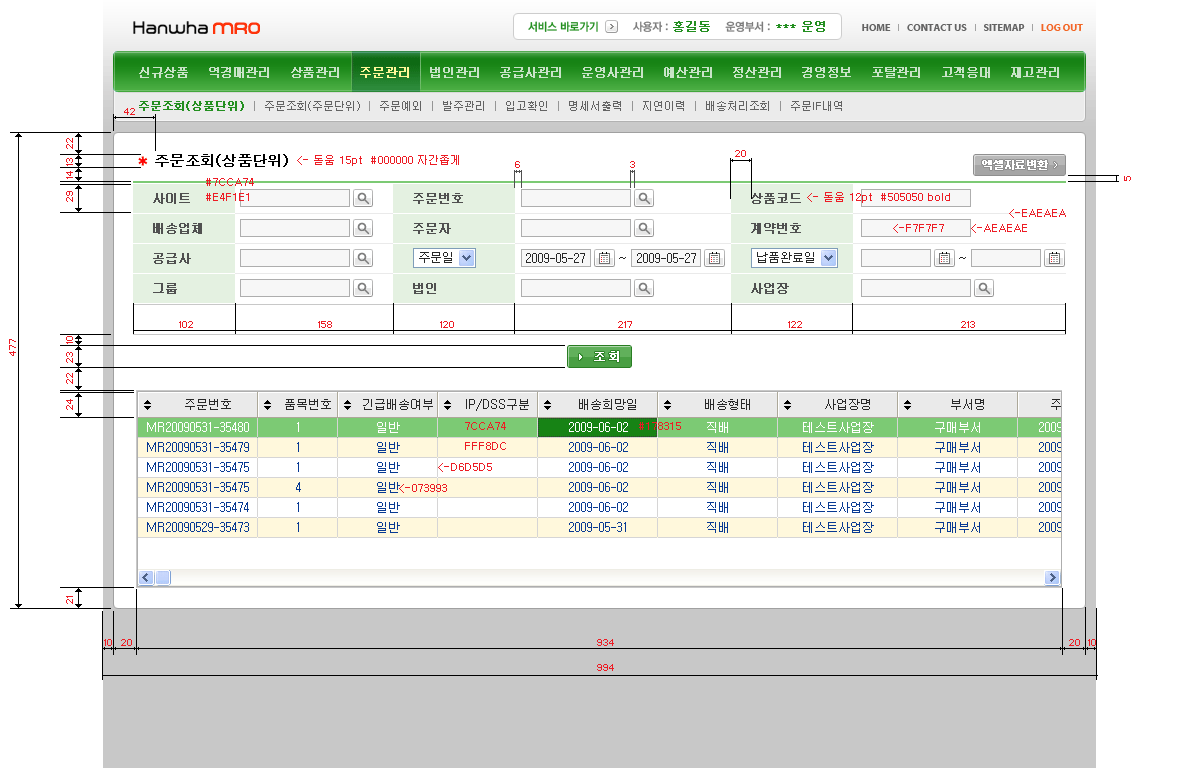 Hanwha MRO
서비스 바로가기 사용자 : 홍길동 운영부서 : *** 운영
HOME CONTACT US SITEMAP LOG OUT
신규상품 역경매관리 상품관리 주문관리 법인관리 공급사관리 운영사관리 예산관리 정산관리 경영정보 포탈관리 고객응대 재고관리
주문조회(상품단위) 주문조회(주문단위) 주문예외 발주관리 입고확인 명세서출력 지연이력 배송처리조회 주문IF내역
42
22
13
14
29
* 주문조회(상품단위) <- 돋움 15pt #000000 자간좁게
6 3 20
엑셀자료변환
5
#7CCA74
사이트 #E4F1E1 주문번호 상품코드 <- 돋움 12pt #505050 bold
<-EAEAEA
배송업체 주문자 계약번호 <-F7F7F7 <-AEAEAE
공급사 주문일 2009-05-27 ~ 2009-05-27 납품완료일 ~
그룹 법인 사업장
102 158 120 217 122 213
477
10
23
22
24
조회
주문번호 품목번호 긴급배송여부 IP/DSS구분 배송희망일 배송형태 사업장명 부서명 주
MR20090531-35480 1 일반 7CCA74 2009-06-02 #178315 직배 테스트사업장 구매부서 2009
MR20090531-35479 1 일반 FFF8DC 2009-06-02 직배 테스트사업장 구매부서 2009
MR20090531-35475 1 일반 <-D6D5D5 2009-06-02 직배 테스트사업장 구매부서 2009
MR20090531-35475 4 일반 <-073993 2009-06-02 직배 테스트사업장 구매부서 2009
MR20090531-35474 1 일반 2009-06-02 직배 테스트사업장 구매부서 2009
MR20090529-35473 1 일반 2009-05-31 직배 테스트사업장 구매부서 2009
21
10 20 934 20 10
994